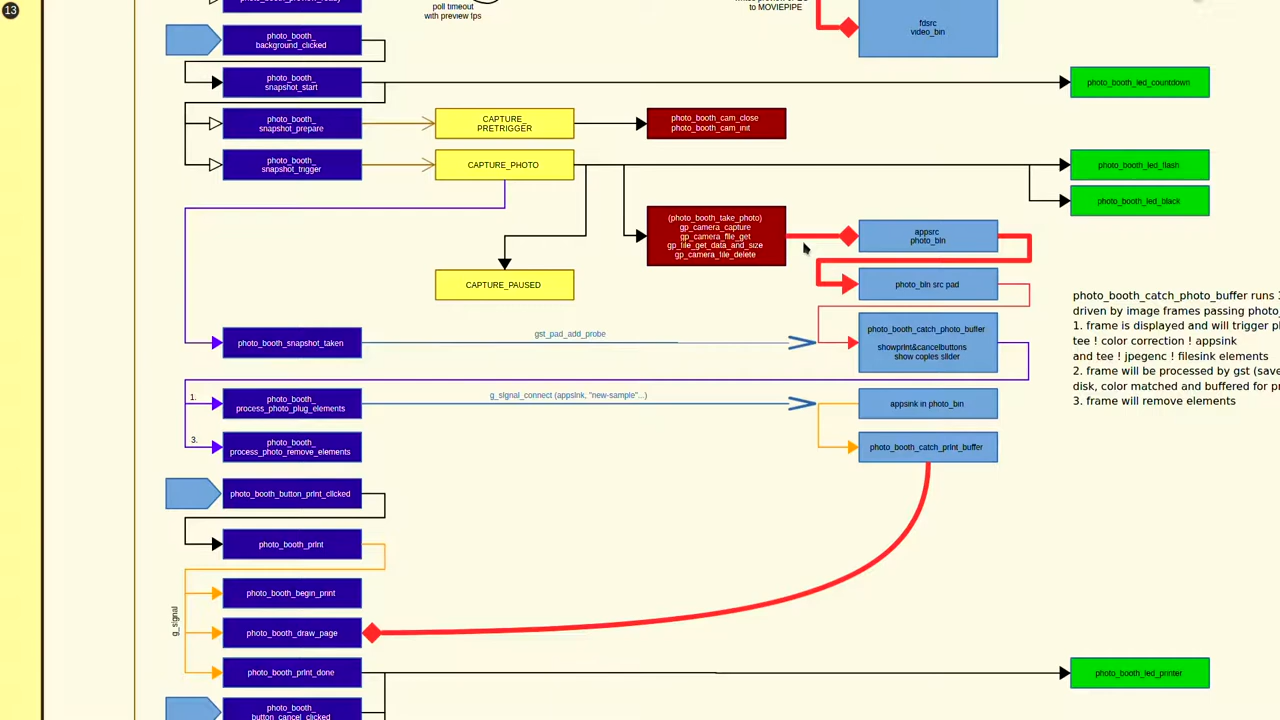 13
photo_booth_preview_ready
poll timeout
with preview fps
to MOVIEPIPE
fdsrc
video_bin
photo_booth_
background_clicked
photo_booth_
snapshot_start
photo_booth_led_countdown
photo_booth_
snapshot_prepare
CAPTURE_
PRETRIGGER
photo_booth_cam_close
photo_booth_cam_init
photo_booth_
snapshot_trigger
CAPTURE_PHOTO
photo_booth_led_flash
photo_booth_led_black
(photo_booth_take_photo)
gp_camera_capture
gp_camera_file_get
gp_file_get_data_and_size
gp_camera_file_delete
appsrc
photo_bin
CAPTURE_PAUSED
photo_bin src pad
photo_booth_catch_photo_buffer runs
driven by image frames passing photo_
1. frame is displayed and will trigger
tee ! color correction ! appsink
and tee ! jpegenc ! filesink elements
2. frame will be processed by gst (save
disk, color matched and buffered for
3. frame will remove elements
photo_booth_snapshot_taken
gst_pad_add_probe
photo_booth_catch_photo_buffer
showprint&cancelbuttons
show copies slider
1.
photo_booth_
process_photo_plug_elements
g_signal_connect (appsink, "new-sample"...)
appsink in photo_bin
3.
photo_booth_
process_photo_remove_elements
photo_booth_catch_print_buffer
photo_booth_button_print_clicked
photo_booth_print
g_signal
photo_booth_begin_print
photo_booth_draw_page
photo_booth_print_done
photo_booth_led_printer
photo_booth_
button_cancel_clicked